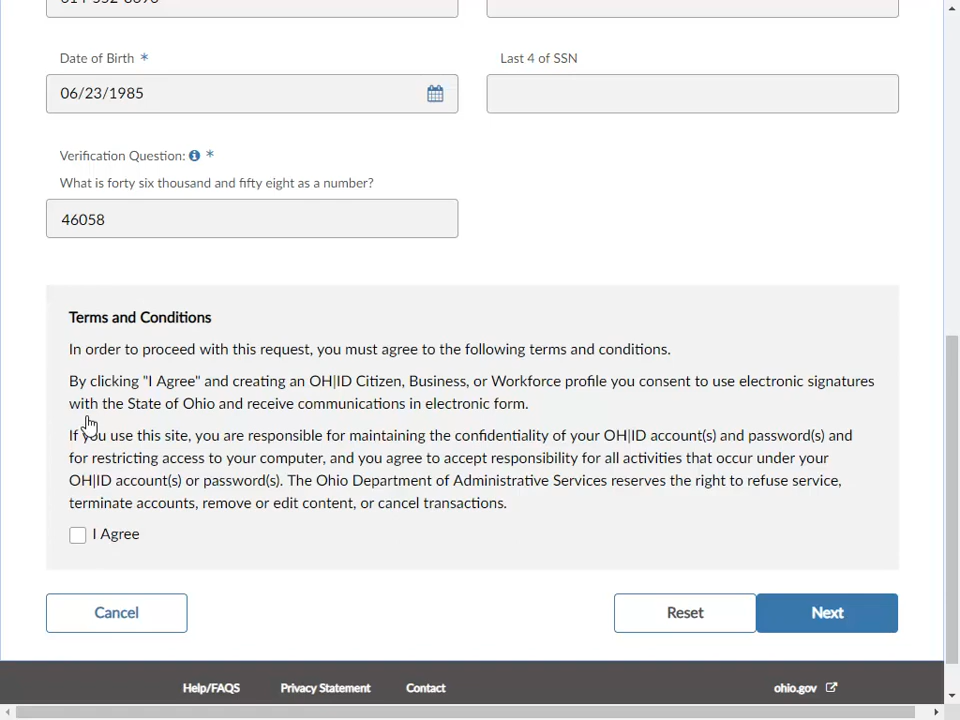 Date of Birth *
Last 4 of SSN
06/23/1985
Verification Question: *
What is forty six thousand and fifty eight as a number?
46058
Terms and Conditions
In order to proceed with this request, you must agree to the following terms and conditions.
By clicking "I Agree" and creating an OH|ID Citizen, Business, or Workforce profile you consent to use electronic signatures
with the State of Ohio and receive communications in electronic form.
If you use this site, you are responsible for maintaining the confidentiality of your OH|ID account(s) and password(s) and
for restricting access to your computer, and you agree to accept responsibility for all activities that occur under your
OH|ID account(s) or password(s). The Ohio Department of Administrative Services reserves the right to refuse service,
terminate accounts, remove or edit content, or cancel transactions.
I Agree
Cancel
Reset
Next
Help/FAQS
Privacy Statement
Contact
ohio.gov